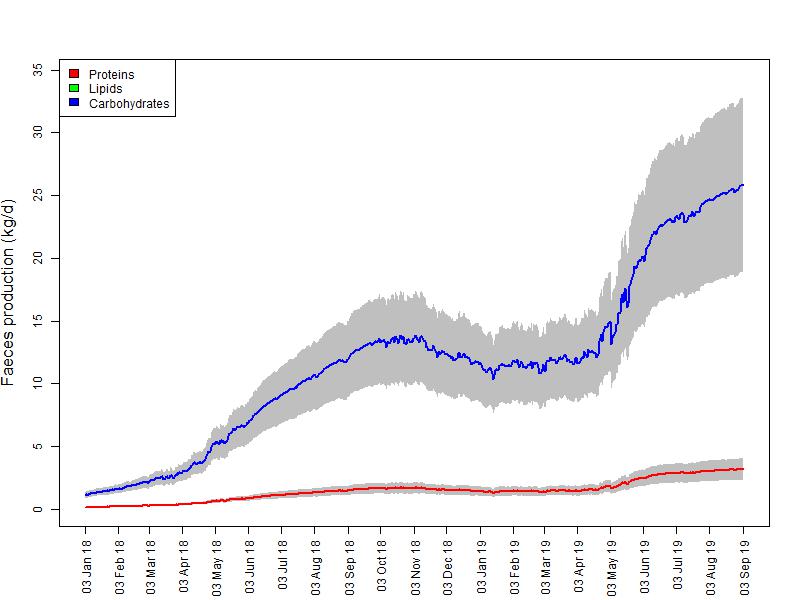 Proteins
Lipids
Carbohydrates
Faeces production (kg/d)
35
30
25
20
15
10
5
0
03 Jan 18
03 Feb 18
03 Mar 18
03 Apr 18
03 May 18
03 Jun 18
03 Jul 18
03 Aug 18
03 Sep 18
03 Oct 18
03 Nov 18
03 Dec 18
03 Jan 19
03 Feb 19
03 Mar 19
03 Apr 19
03 May 19
03 Jun 19
03 Jul 19
03 Aug 19
03 Sep 19